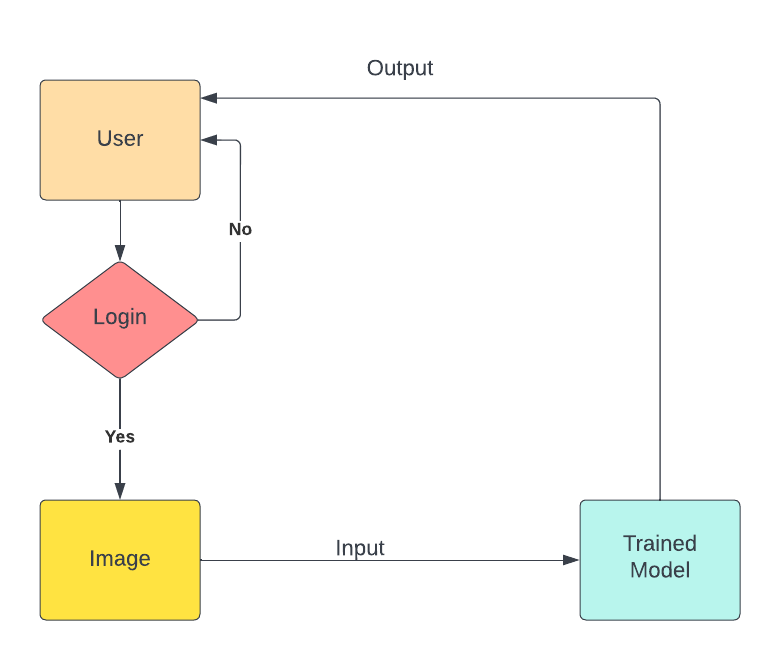 Output
User
No
Login
Yes
Image
Input
Trained
Model